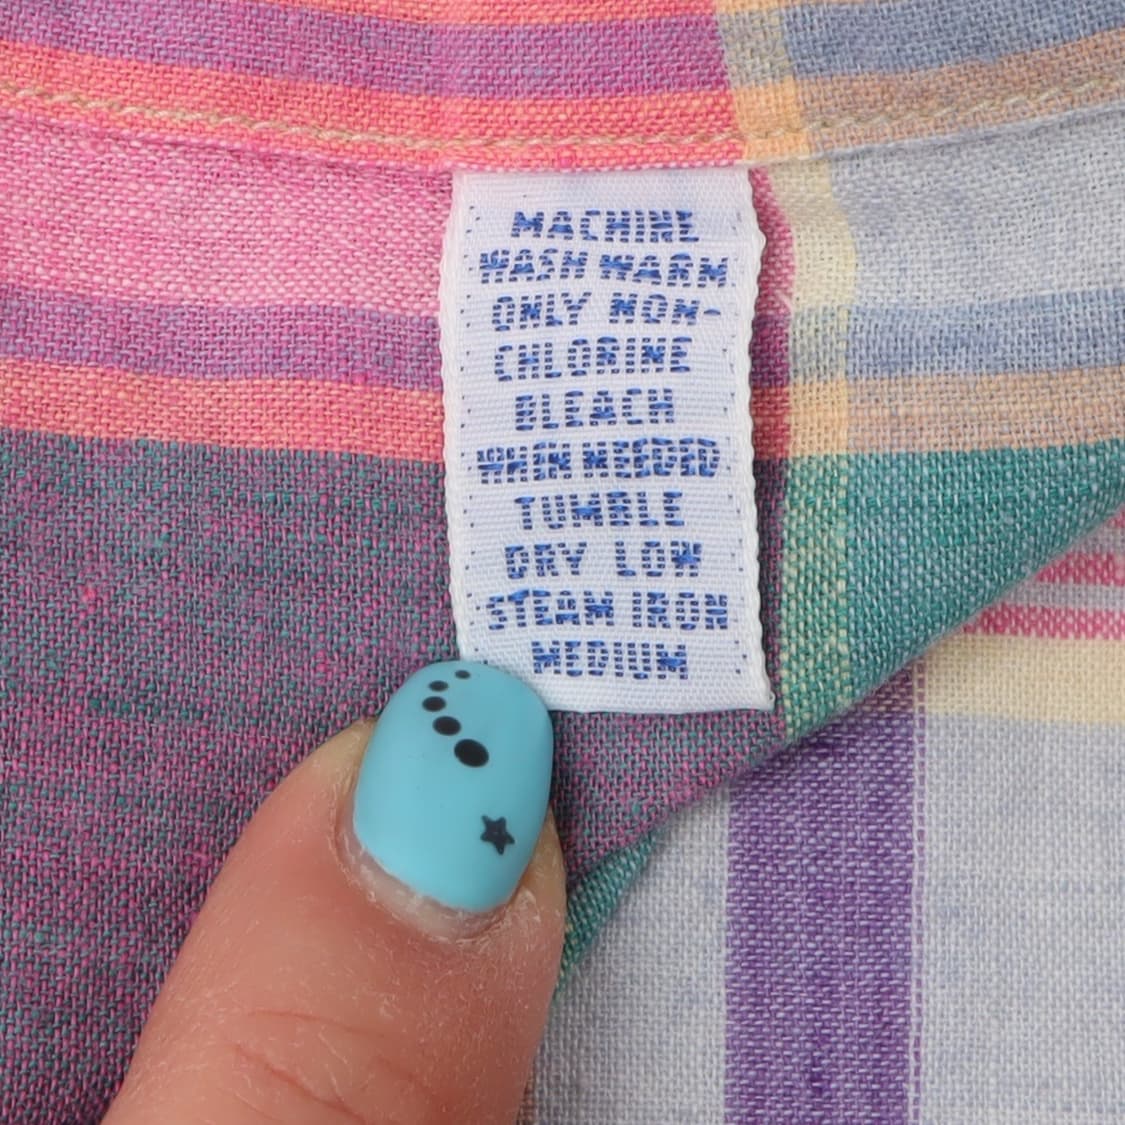 MACHINE
WASH WARM
ONLY NON-
CHLORINE
BLEACH
WHEN NEEDED
TUMBLE
DRY LOW
STEAM IRON
MEDIUM